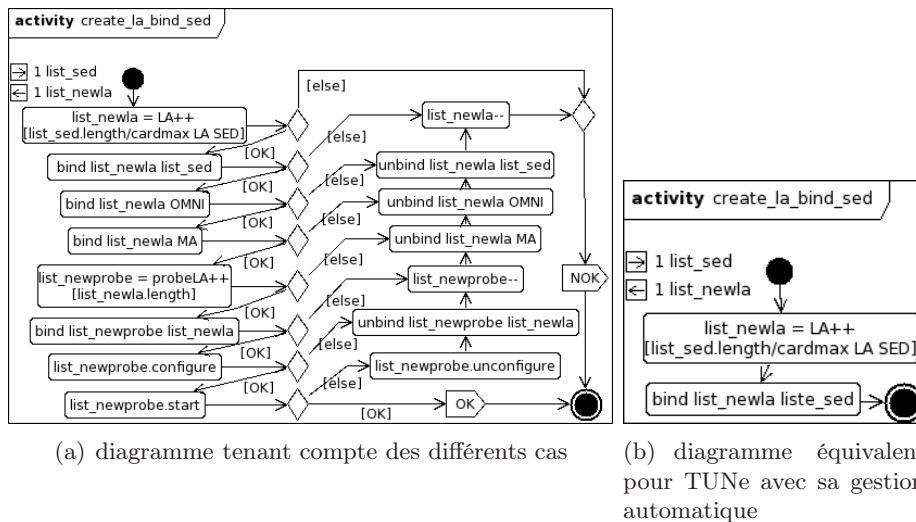 activity create_la_bind_sed
1 list_sed
1 list_newla
list_newla = LA++
[list_sed.length/cardmax LA SED]
[else]
[OK]
bind list_newla list_sed
[else]
[OK]
bind list_newla OMNI
[else]
[OK]
bind list_newla MA
[else]
[OK]
list_newprobe = probeLA++
[list_newla.length]
[else]
[OK]
bind list_newprobe list_newla
[else]
[OK]
list_newprobe.configure
[else]
[OK]
list_newprobe.start
[else]
[OK]
list_newla--
unbind list_newla list_sed
unbind list_newla OMNI
unbind list_newla MA
list_newprobe--
unbind list_newprobe list_newla
list_newprobe.unconfigure
NOK
OK
(a) diagramme tenant compte des différents cas
activity create_la_bind_sed
1 list_sed
1 list_newla
list_newla = LA++
[list_sed.length/cardmax LA SED]
bind list_newla liste_sed
(b) diagramme équivalen
pour TUNe avec sa gestion
automatique